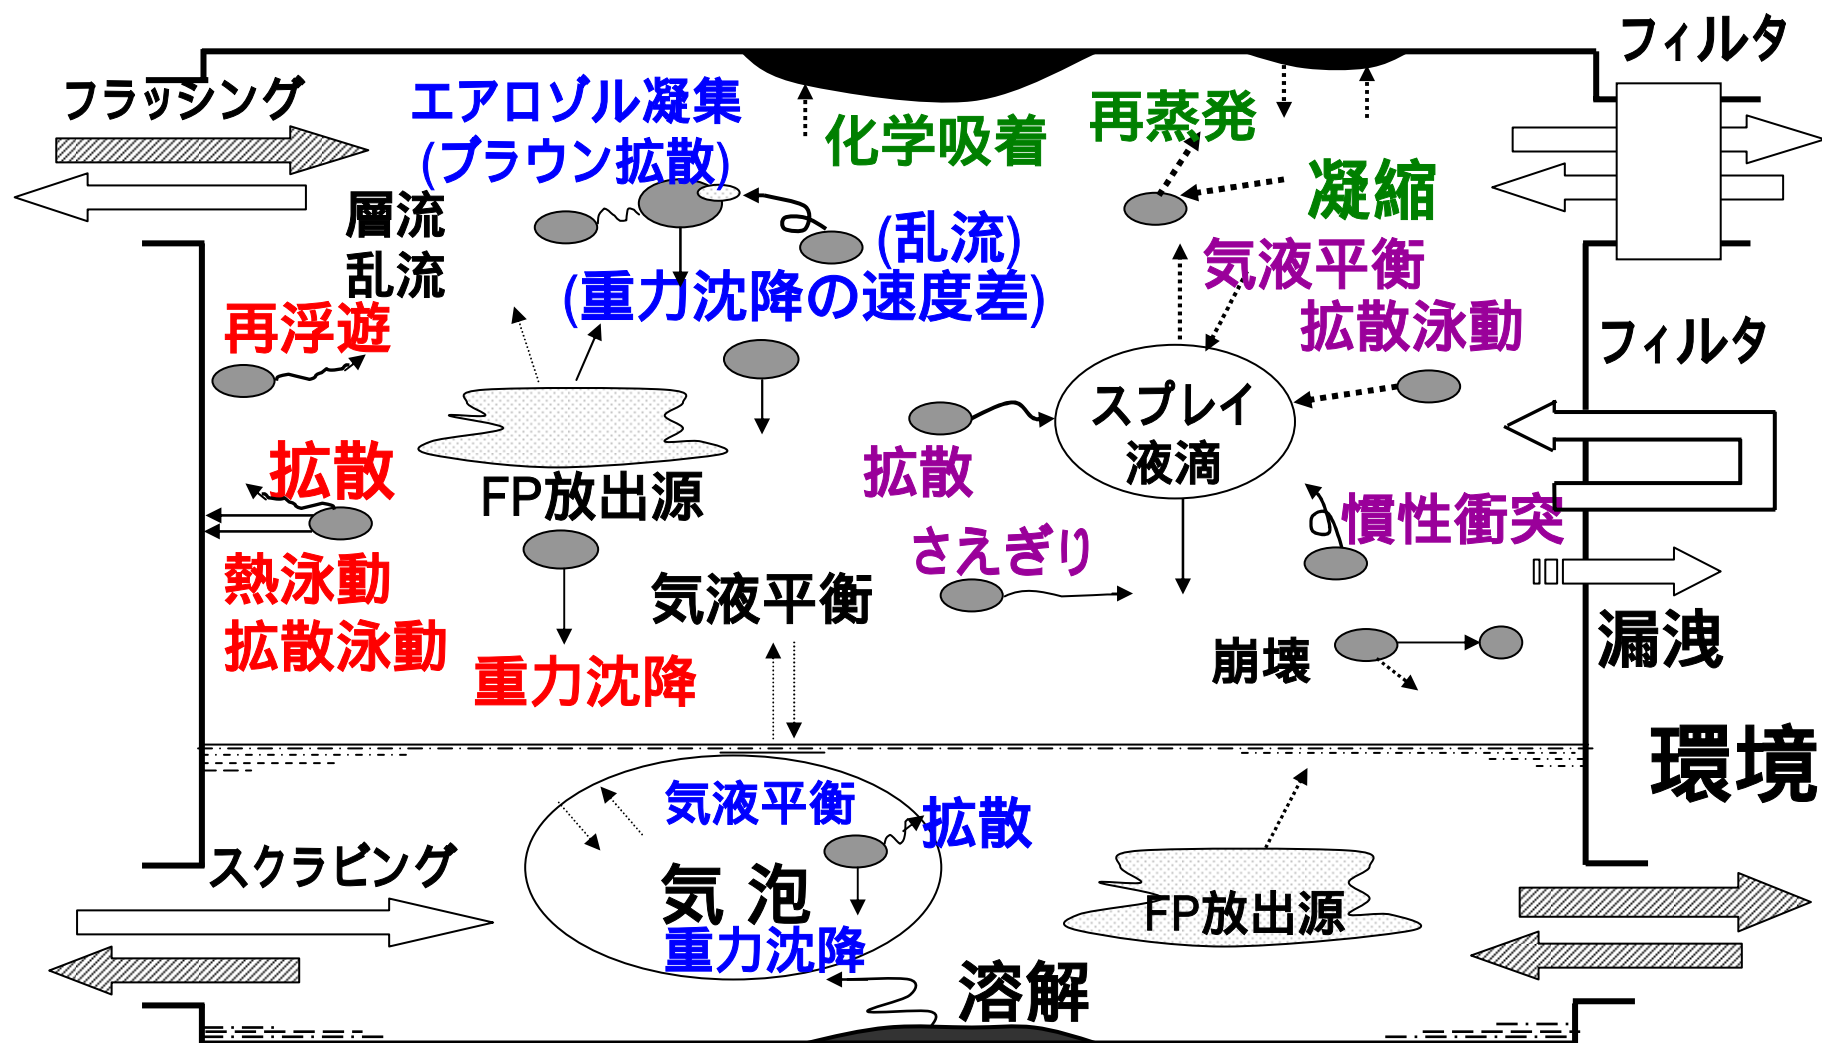 フィルタ
フラッシング
エアロゾル凝集
(ブラウン拡散)
化学吸着
再蒸発
凝縮
層流
乱流
(乱流)
(重力沈降の速度差)
気液平衡
拡散泳動
再浮遊
フィルタ
スプレイ
液滴
拡散
FP放出源
拡散
慣性衝突
さえぎり
熱泳動
拡散泳動
気液平衡
重力沈降
崩壊
漏洩
環境
気液平衡
拡散
スクラビング
気泡
重力沈降
FP放出源
溶解